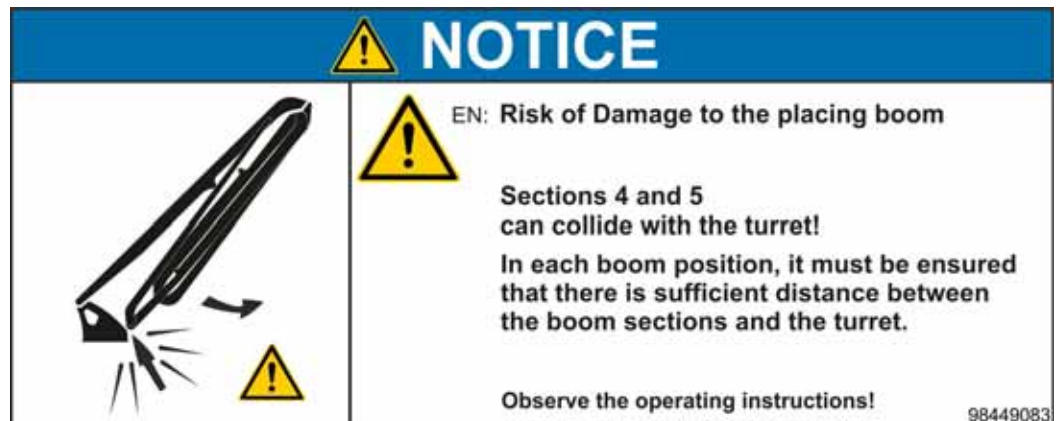 NOTICE
EN: Risk of Damage to the placing boom
Sections 4 and 5
can collide with the turret!
In each boom position, it must be ensured
that there is sufficient distance between
the boom sections and the turret.
Observe the operating instructions!
98449083